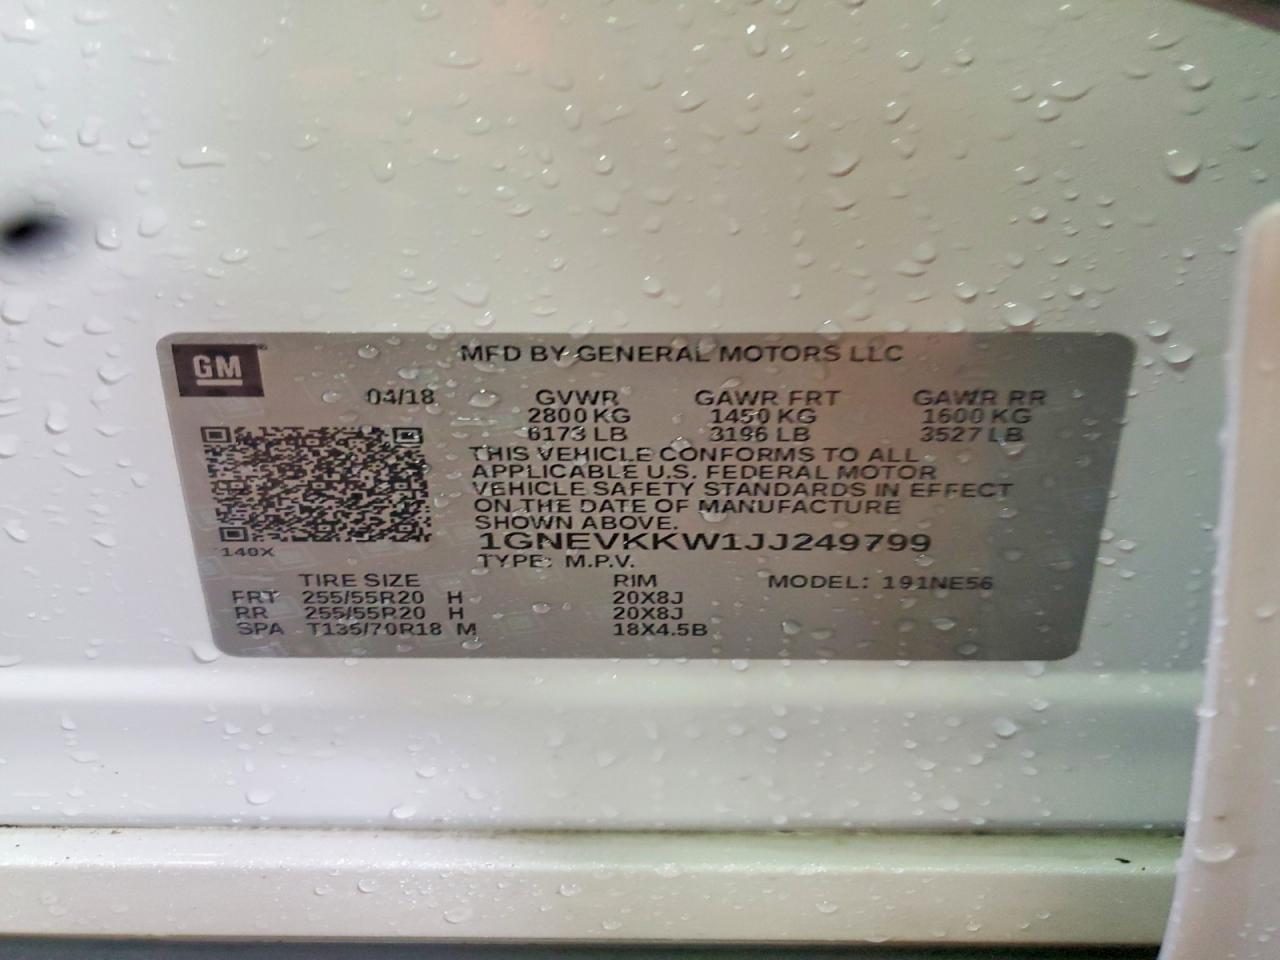 GM
MFD BY GENERAL MOTORS LLC
04/18 GVWR GAWR FRT GAWR RR
2800 KG 1450 KG 1600 KG
6173 LB 3196 LB 3527 LB
THIS VEHICLE CONFORMS TO ALL
APPLICABLE U.S. FEDERAL MOTOR
VEHICLE SAFETY STANDARDS IN EFFECT
ON THE DATE OF MANUFACTURE
SHOWN ABOVE.
1GNEVKKW1JJ249799
140X
TYPE: M.P.V.
TIRE SIZE RIM MODEL: 191NE56
FRT 255/55R20 H 20X8J
RR 255/55R20 H 20X8J
SPA T135/70R18 M 18X4.5B